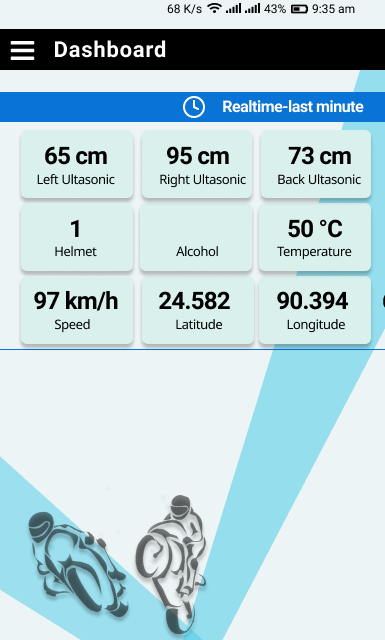 68 K/s 43% 9:35 am
Dashboard
Realtime-last minute
65 cm 95 cm 73 cm
Left Ultasonic Right Ultasonic Back Ultasonic
1 50 °C
Helmet Alcohol Temperature
97 km/h 24.582 90.394
Speed Latitude Longitude